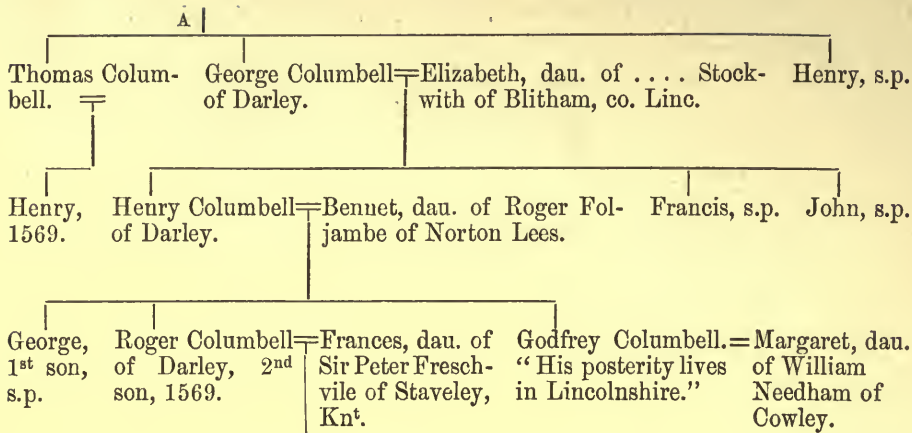 A
Thomas Colum-
bell.
George Columbell
of Darley.
Elizabeth, dau. of .... Stock-
with of Blitham, co. Linc.
Henry, s.p.
Henry,
1569.
Henry Columbell
of Darley.
Bennet, dau. of Roger Fol-
jambe of Norton Lees.
Francis, s.p.
John, s.p.
George,
1st son,
s.p.
Roger Columbell
of Darley, 2nd
son, 1569.
Frances, dau. of
Sir Peter Fresch-
vile of Staveley,
Knt.
Godfrey Columbell.
"His posterity lives
in Lincolnshire."
Margaret, dau.
of William
Needham of
Cowley.